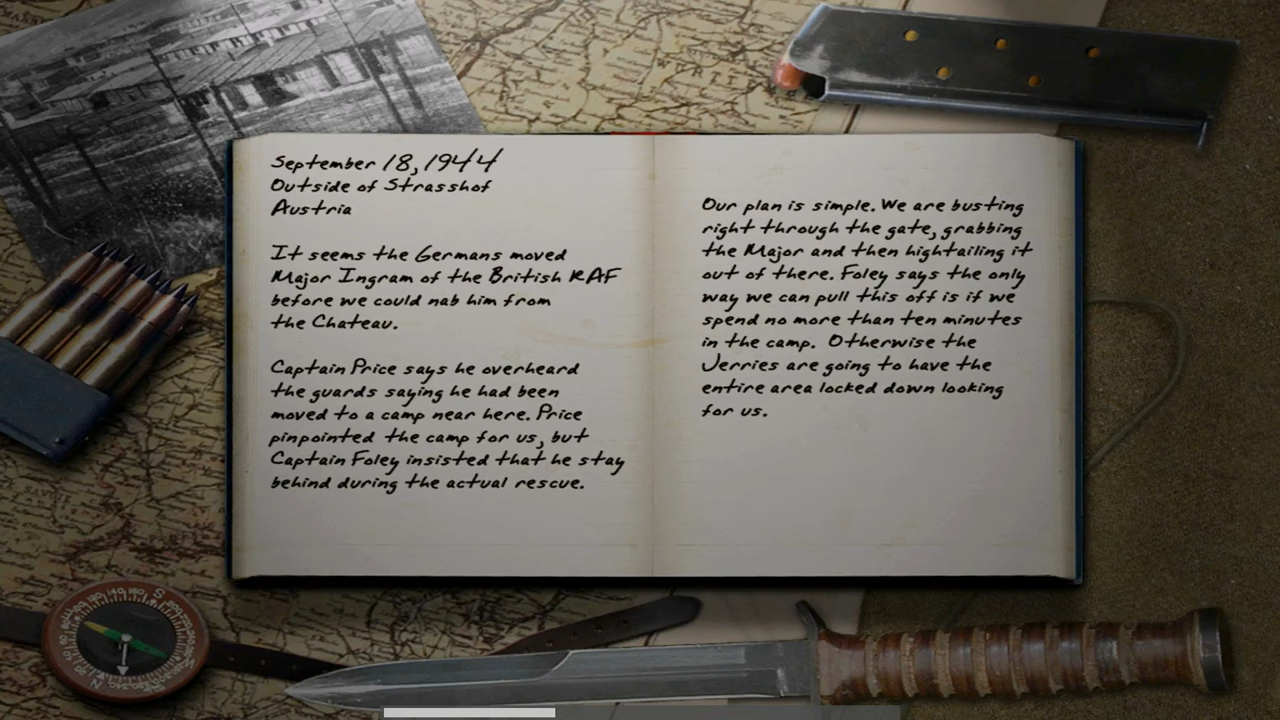 September 18, 1944
Outside of Strasshof
Austria
It seems the Germans moved
Major Ingram of the British RAF
before we could nab him from
the Chateau.
Captain Price says he overheard
the guards saying he had been
moved to a camp near here. Price
pinpointed the camp for us, but
Captain Foley insisted that he stay
behind during the actual rescue.
Our plan is simple. We are busting
right through the gate, grabbing
the Major and then hightailing it
out of there. Foley says the only
way we can pull this off is if we
spend no more than ten minutes
in the camp. Otherwise the
Jerries are going to have the
entire area locked down looking
for us.